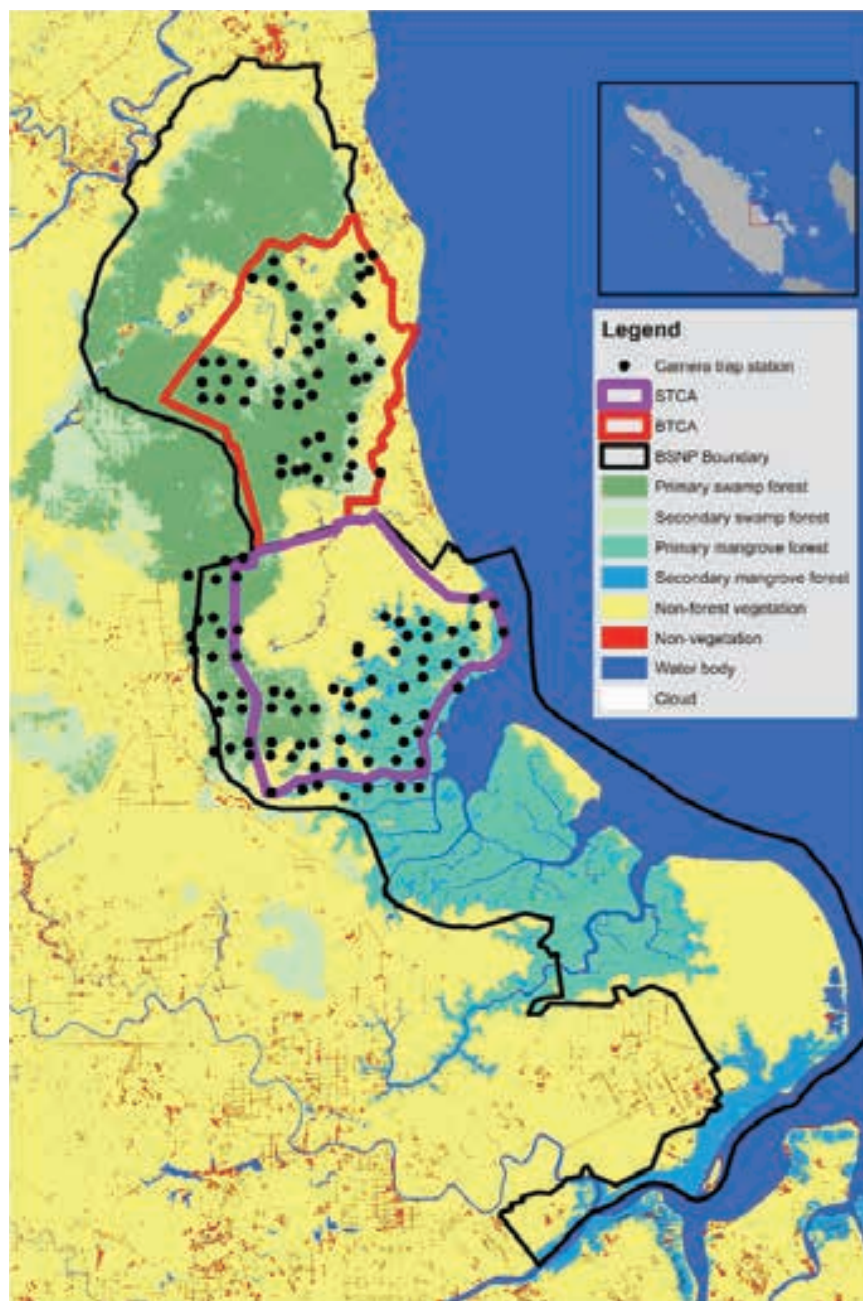 Legend
Camera trap station
STCA
BTCA
BSNP Boundary
Primary swamp forest
Secondary swamp forest
Primary mangrove forest
Secondary mangrove forest
Non-forest vegetation
Non-vegetation
Water body
Cloud